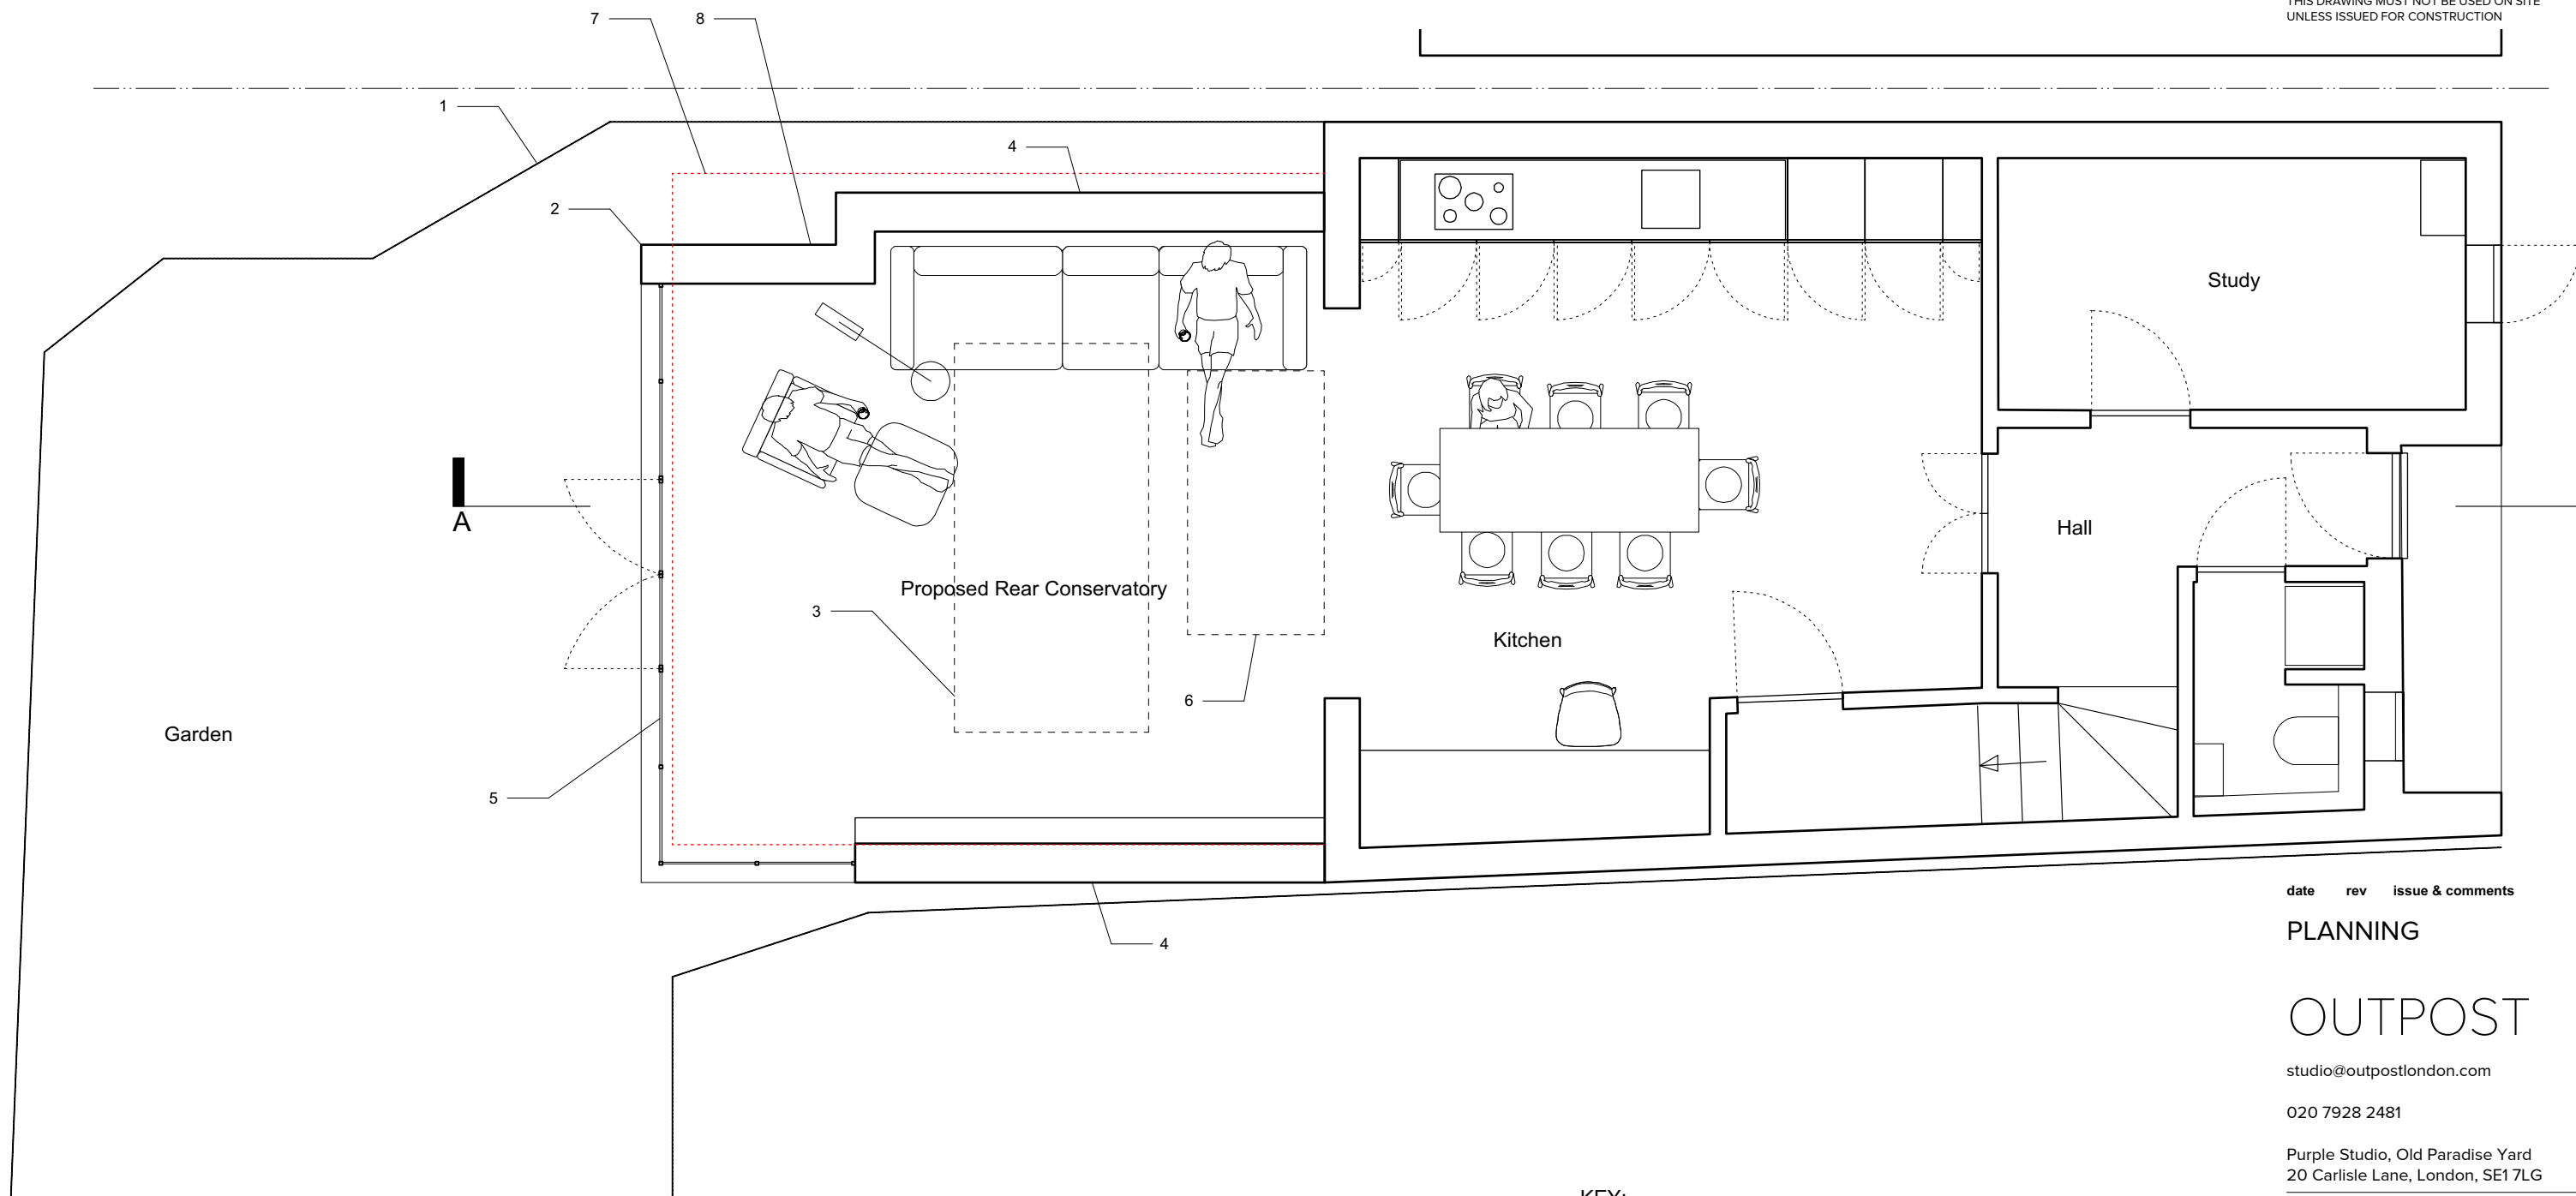 THIS DRAWING MUST NOT BE USED ON SITE
UNLESS ISSUED FOR CONSTRUCTION
7
8
1
4
2
Study
A
Hall
Proposed Rear Conservatory
3
Kitchen
6
Garden
5
4
date rev issue & comments
PLANNING
OUTPOST
studio@outpostlondon.com
020 7928 2481
Purple Studio, Old Paradise Yard
20 Carlisle Lane, London, SE1 7LG
KEY: